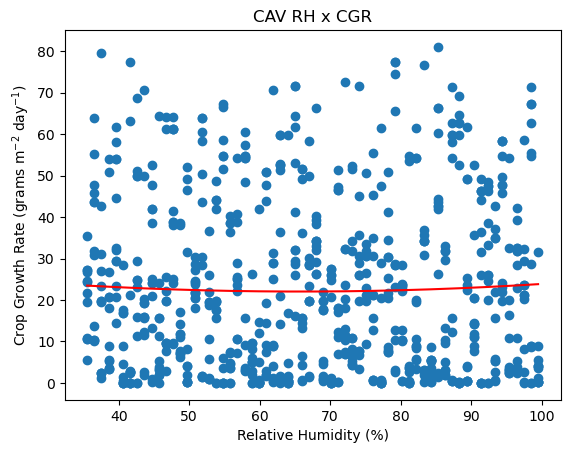 CAV RH x CGR
Crop Growth Rate (grams m⁻² day⁻¹)
80
70
60
50
40
30
20
10
0
40 50 60 70 80 90 100
Relative Humidity (%)